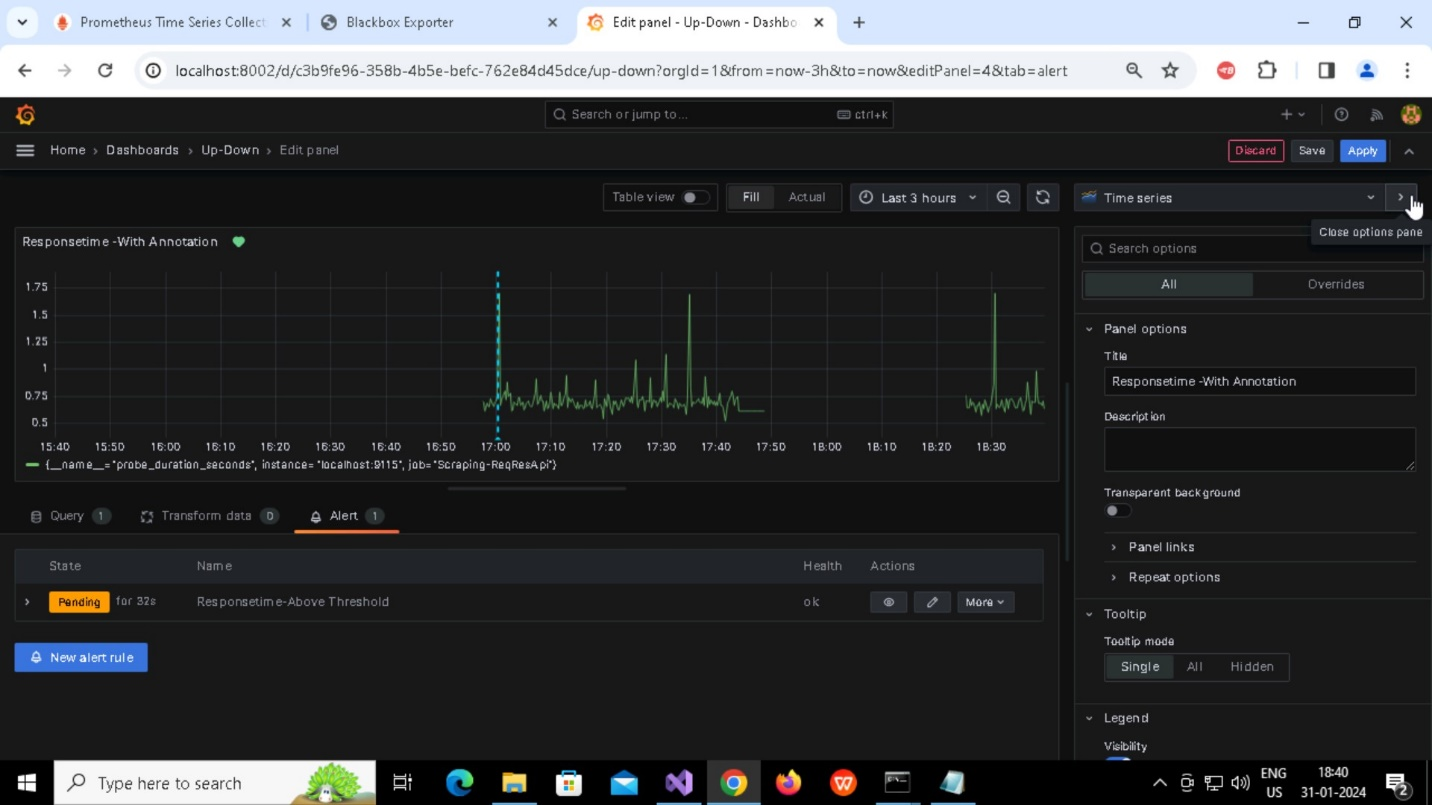 Prometheus Time Series Collect
Blackbox Exporter
Edit panel - Up-Down - Dashbo
localhost:8002/d/c3b9fe96-358b-4b5e-befc-762e84d45dce/up-down?orgId=1&from=now-3h&to=now&editPanel=4&tab=alert
Search or jump to...
ctrl+k
Home › Dashboards › Up-Down › Edit panel
Discard
Save
Apply
Table view
Fill
Actual
Last 3 hours
Time series
Close options pane
Responsetime -With Annotation
1.75
1.5
1.25
1
0.75
0.5
15:40 15:50 16:00 16:10 16:20 16:30 16:40 16:50 17:00 17:10 17:20 17:30 17:40 17:50 18:00 18:10 18:20 18:30
{__name__="probe_duration_seconds", instance="localhost:9115", job="Scraping-ReqResApi"}
Query 1
Transform data 0
Alert 1
State Name Health Actions
Pending for 32s Responsetime-Above Threshold ok More
New alert rule
Search options
All
Overrides
Panel options
Title
Responsetime -With Annotation
Description
Transparent background
Panel links
Repeat options
Tooltip
Tooltip mode
Single All Hidden
Legend
Visibility
Type here to search
ENG
US
18:40
31-01-2024
2